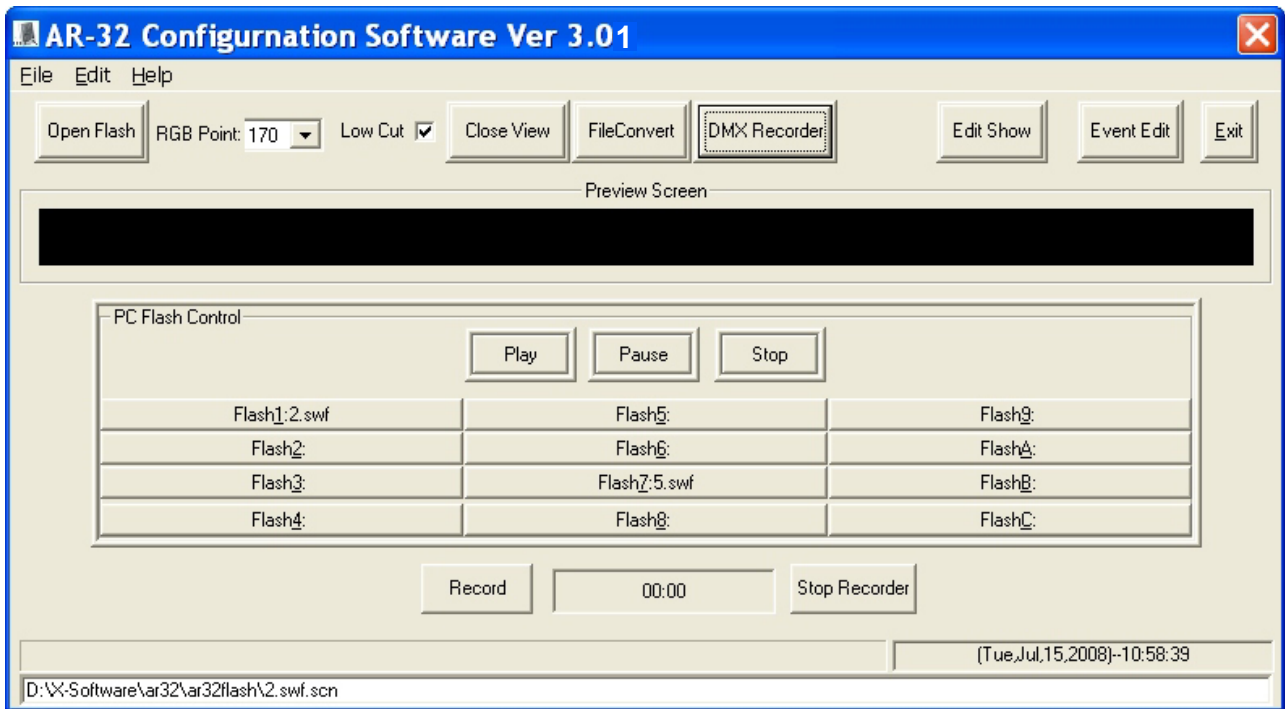 AR-32 Configurnation Software Ver 3.01
File Edit Help
Open Flash RGB Point: 170 Low Cut Close View FileConvert DMX Recorder Edit Show Event Edit Exit
Preview Screen
PC Flash Control
Play Pause Stop
Flash1:2.swf Flash5: Flash9:
Flash2: Flash6: FlashA:
Flash3: Flash7:5.swf FlashB:
Flash4: Flash8: FlashC:
Record 00:00 Stop Recorder
(Tue,Jul,15,2008)--10:58:39
D:\X-Software\ar32\ar32flash\2.swf.scn